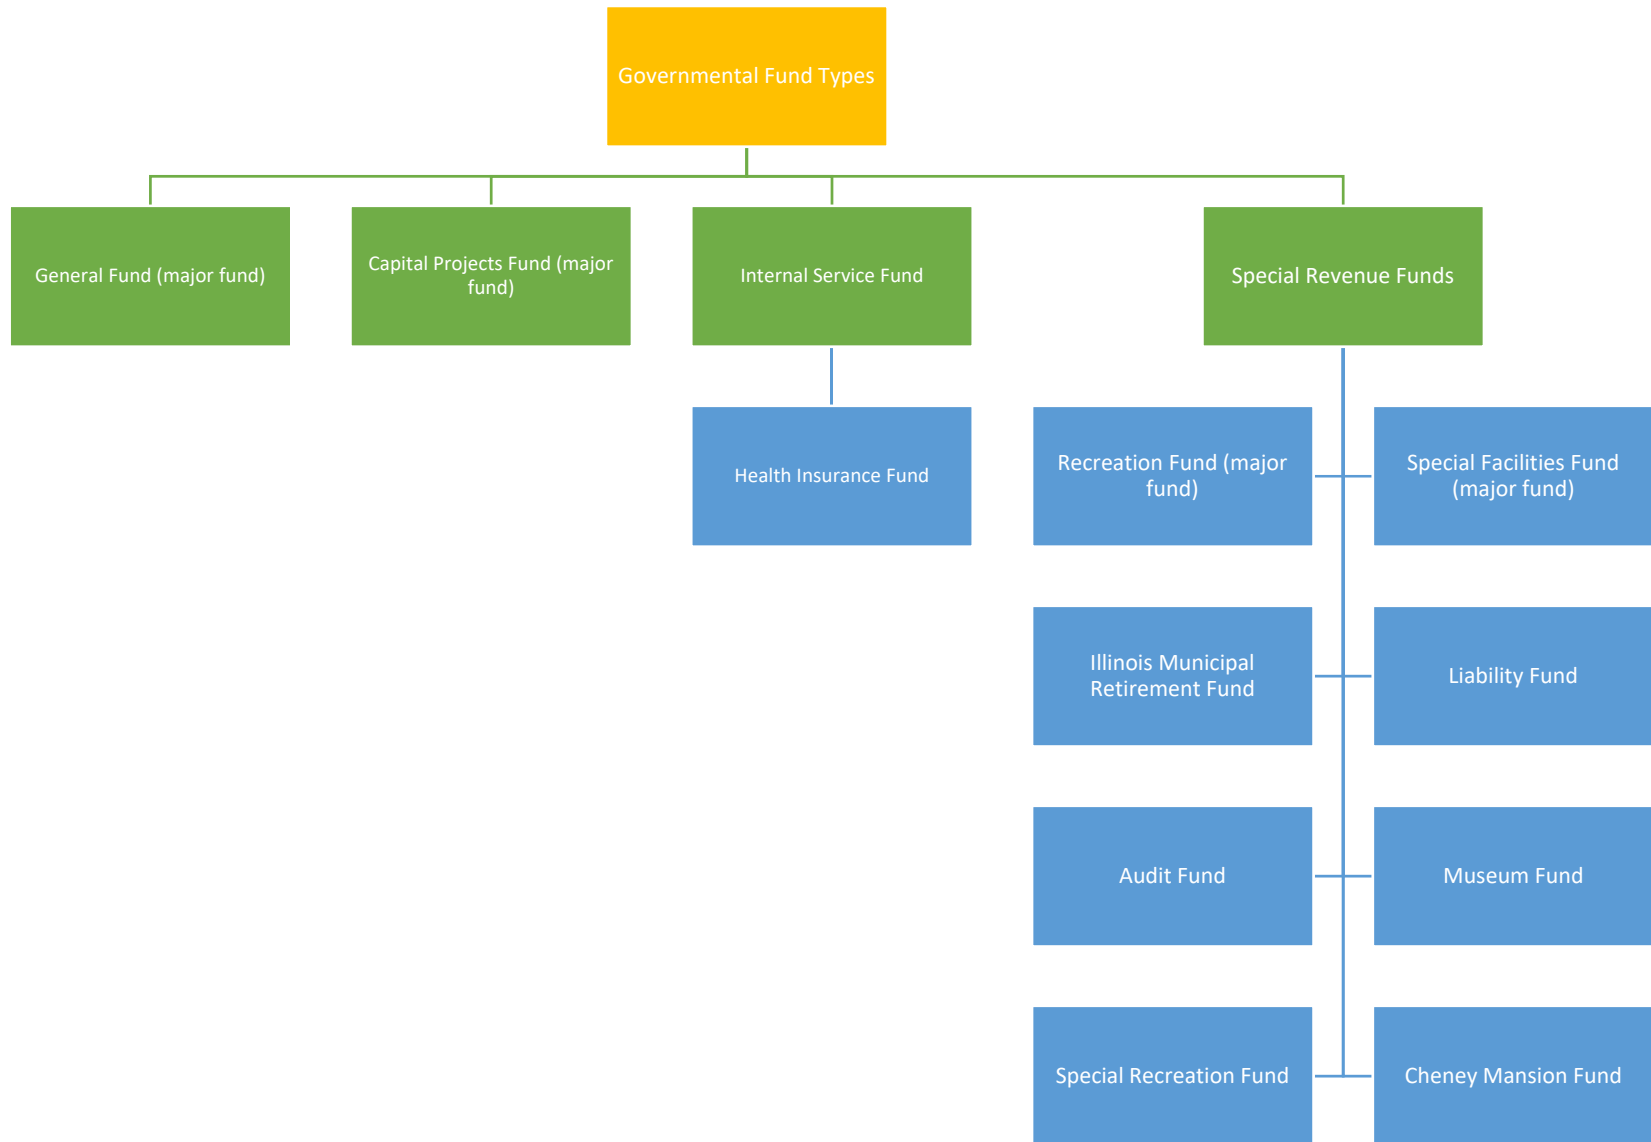 Governmental Fund Types
General Fund (major fund)
Capital Projects Fund (major
fund)
Internal Service Fund
Special Revenue Funds
Health Insurance Fund
Recreation Fund (major
fund)
Special Facilities Fund
(major fund)
Illinois Municipal
Retirement Fund
Liability Fund
Audit Fund
Museum Fund
Special Recreation Fund
Cheney Mansion Fund